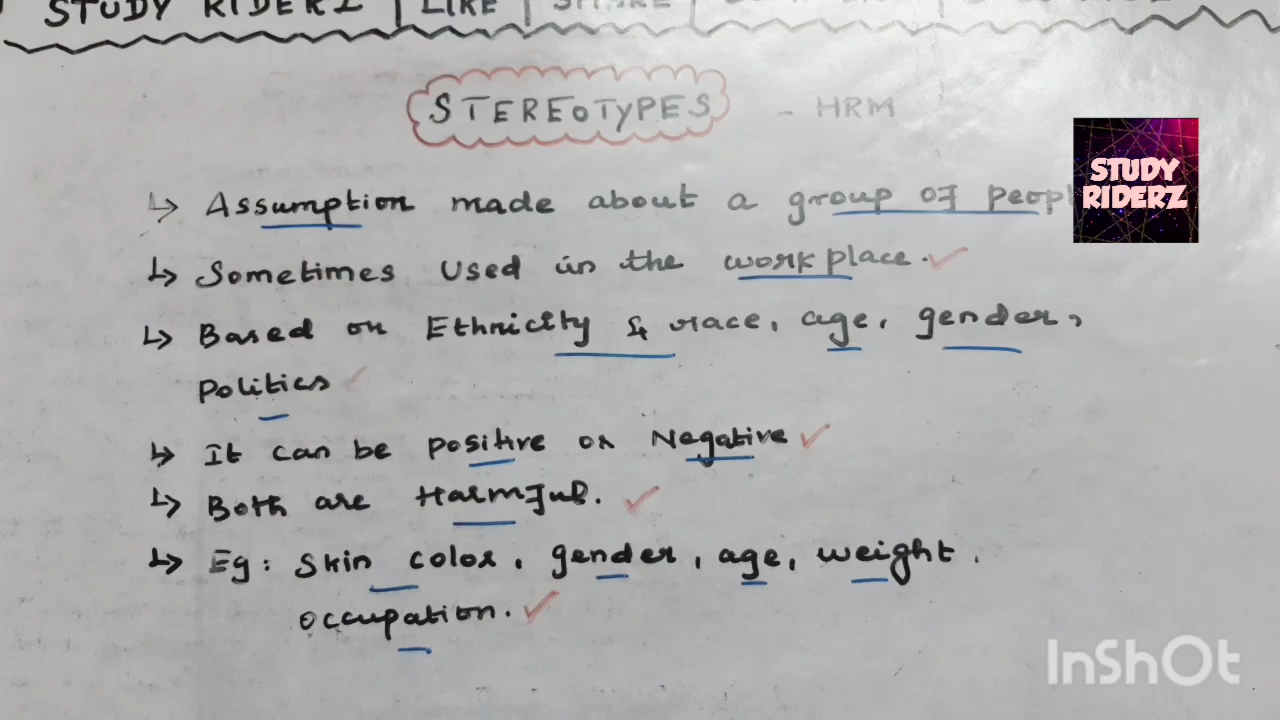 STUDY RIDERZ | LIKE | SHARE
STEREOTYPES - HRM
↳ Assumption made about a group of peopl
STUDY
RIDERZ
↳ Sometimes Used in the workplace. ✓
↳ Based on Ethnicity & race, age, gender,
Politics ✓
↳ It can be positive or Negative ✓
↳ Both are Harmful. ✓
↳ Eg: Skin color, gender, age, weight,
occupation. ✓
InShOt